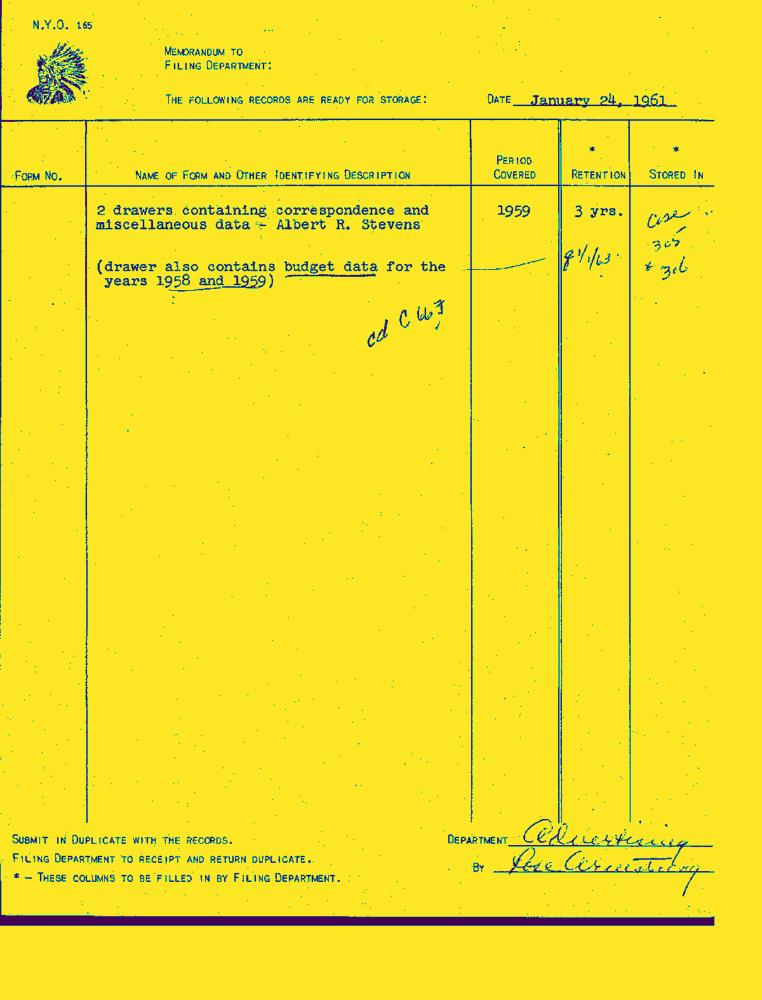 N.Y.O. 165
MEMORANDUM TO
FILING DEPARTMENT:
THE FOLLOWING RECORDS ARE READY FOR STORAGE:
DATE January 24, 1961
FORM NO.
NAME OF FORM AND OTHER IDENTIFYING DESCRIPTION
PERIOD COVERED
* RETENTION
* STORED IN
2 drawers containing correspondence and 1959 3 yrs. Case
miscellaneous data - Albert R. Stevens 305
(drawer also contains budget data for the 1/1/63 + 306
years 1958 and 1959)
cd
SUBMIT IN DUPLICATE WITH THE RECORDS.
FILING DEPARTMENT TO RECEIPT AND RETURN DUPLICATE.
* - THESE COLUMNS TO BE FILLED IN BY FILING DEPARTMENT.
DEPARTMENT Advertising
BY Rose Armstrong